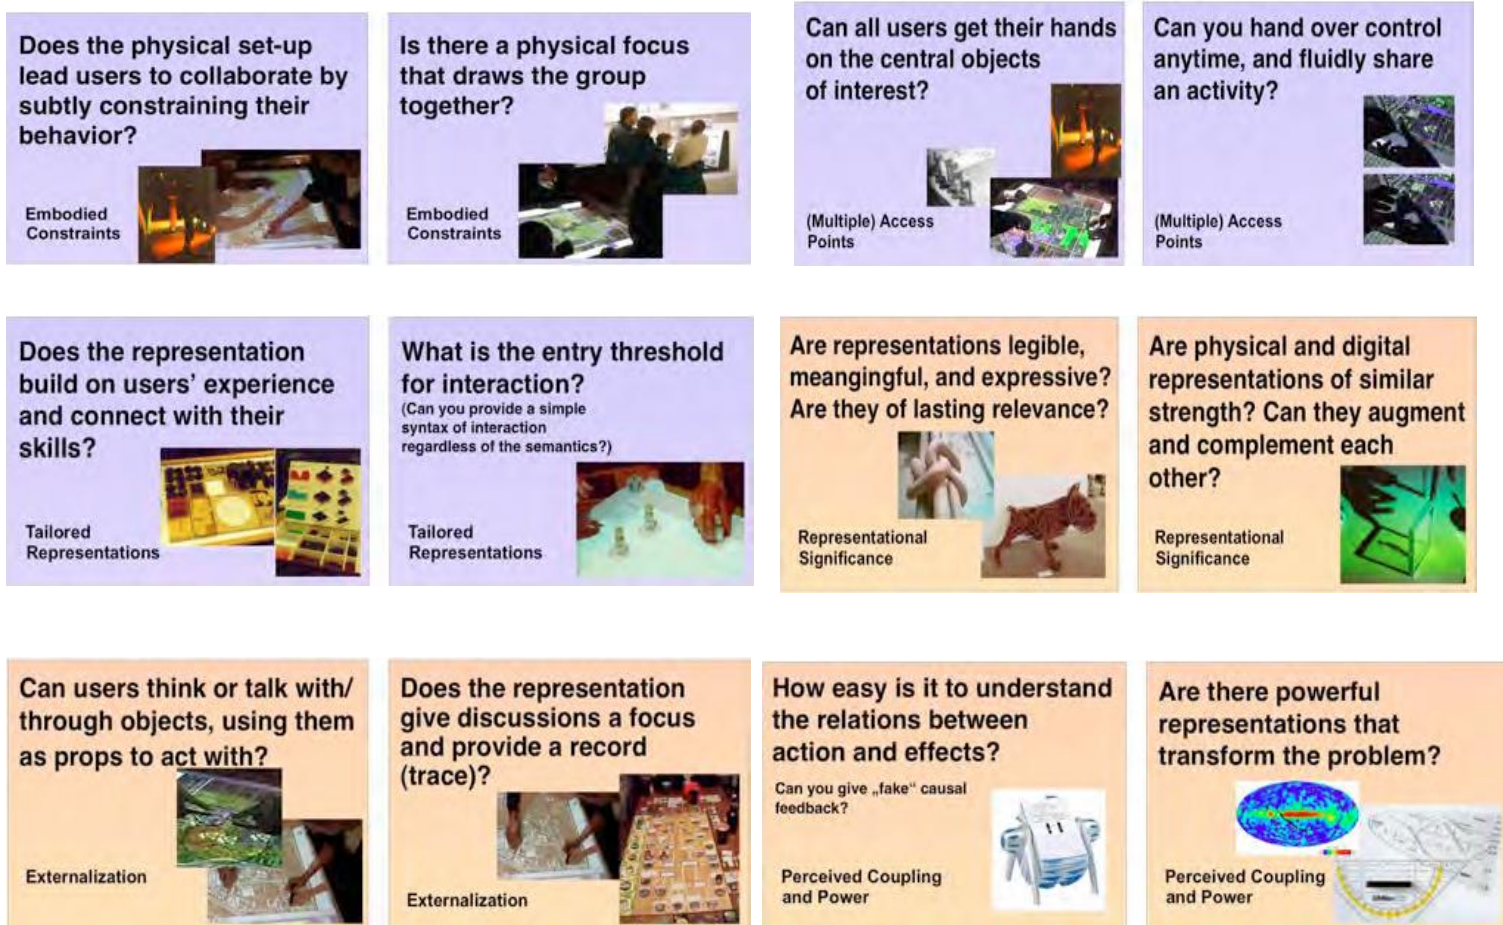 Does the physical set-up
lead users to collaborate by
subtly constraining their
behavior?
Embodied
Constraints
Is there a physical focus
that draws the group
together?
Embodied
Constraints
Can all users get their hands
on the central objects
of interest?
(Multiple) Access
Points
Can you hand over control
anytime, and fluidly share
an activity?
(Multiple) Access
Points
Does the representation
build on users’ experience
and connect with their
skills?
Tailored
Representations
What is the entry threshold
for interaction?
(Can you provide a simple
syntax of interaction
regardless of the semantics?)
Tailored
Representations
Are representations legible,
meangingful, and expressive?
Are they of lasting relevance?
Representational
Significance
Are physical and digital
representations of similar
strength? Can they augment
and complement each
other?
Representational
Significance
Can users think or talk with/
through objects, using them
as props to act with?
Externalization
Does the representation
give discussions a focus
and provide a record
(trace)?
Externalization
How easy is it to understand
the relations between
action and effects?
Can you give „fake“ causal
feedback?
Perceived Coupling
and Power
Are there powerful
representations that
transform the problem?
Perceived Coupling
and Power